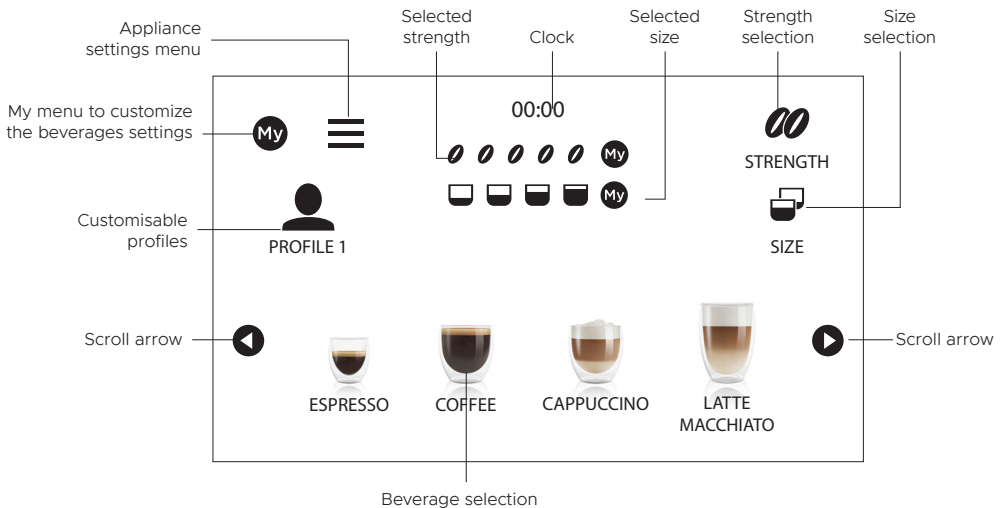 Selected
strength
Clock
Selected
size
Strength
selection
Size
selection
Appliance
settings menu
My menu to customize
the beverages settings
Customisable
profiles
Scroll arrow
My
00:00
My
My
STRENGTH
PROFILE 1
SIZE
Scroll arrow
ESPRESSO
COFFEE
CAPPUCCINO
LATTE
MACCHIATO
Beverage selection